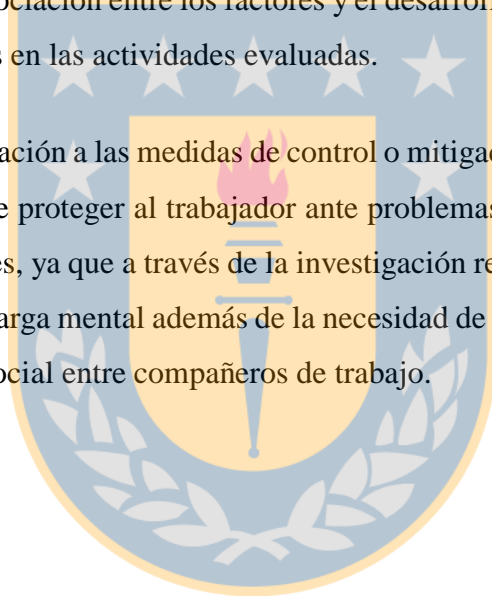 ociación entre los factores y el desarrol
s en las actividades evaluadas.
ación a las medidas de control o mitigac
e proteger al trabajador ante problemas
es, ya que a través de la investigación re
arga mental además de la necesidad de
ocial entre compañeros de trabajo.